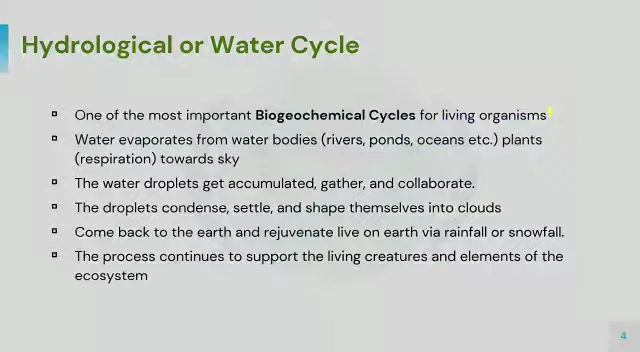 Hydrological or Water Cycle
One of the most important Biogeochemical Cycles for living organisms
Water evaporates from water bodies (rivers, ponds, oceans etc.) plants
(respiration) towards sky
The water droplets get accumulated, gather, and collaborate.
The droplets condense, settle, and shape themselves into clouds
Come back to the earth and rejuvenate live on earth via rainfall or snowfall.
The process continues to support the living creatures and elements of the
ecosystem
4